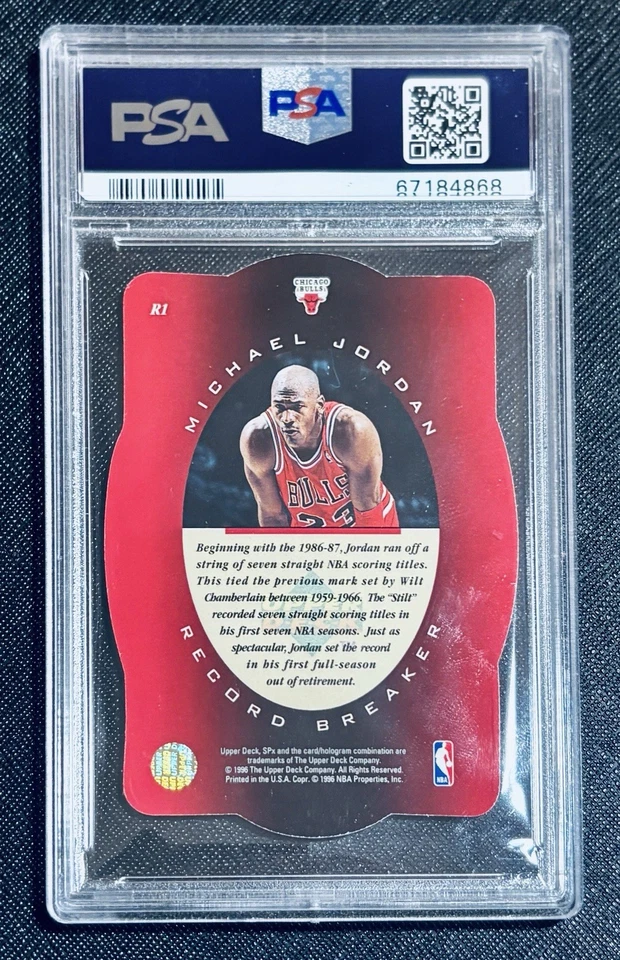 PSA
PSA
67184868
R1
CHICAGO
BULLS
MICHAEL JORDAN
BULLS
23
Beginning with the 1986-87, Jordan ran off a
string of seven straight NBA scoring titles.
This tied the previous mark set by Wilt
Chamberlain between 1959-1966. The "Stilt"
recorded seven straight scoring titles in
his first seven NBA seasons. Just as
spectacular, Jordan set the record
in his first full-season
out of retirement.
RECORD BREAKER
Upper Deck, SPx and the card/hologram combination are
trademarks of The Upper Deck Company.
© 1996 The Upper Deck Company. All Rights Reserved.
Printed in the U.S.A. Copr. © 1996 NBA Properties, Inc.
NBA